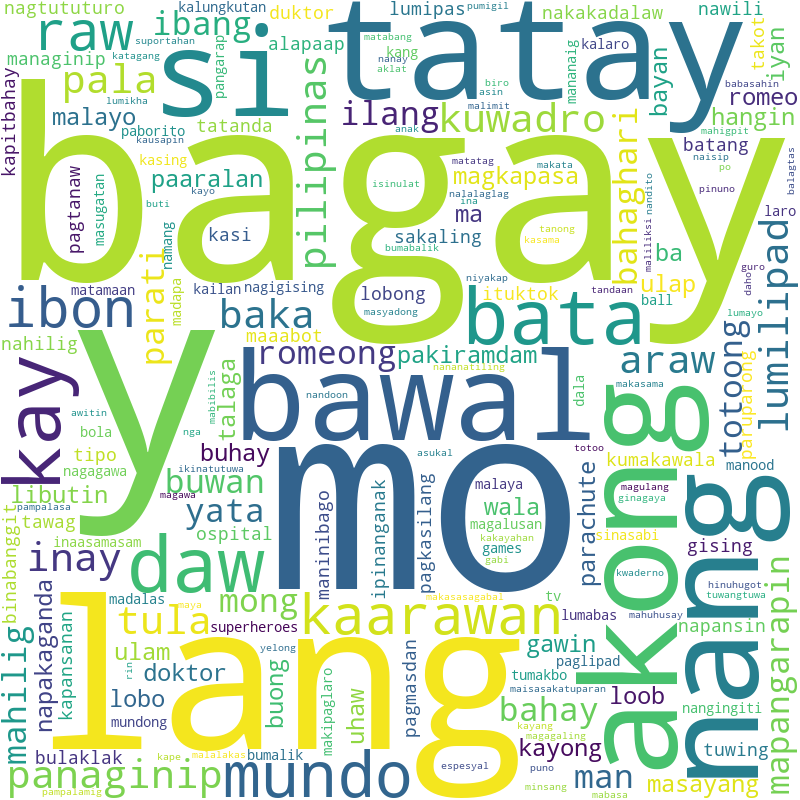 nagtututuro
raw
ibang
kalungkutan
duktor
lumipas
pumigil
nakakadalaw
nawili
suportahan
alapaap
si
tatay
managinip
katagang
pangarap
matabang
kang
nanay
aklat
kalaro
mananaig
bayan
takot
iyan
pala
lumikha
biro
asin
babasahin
romeo
kapitbahay
malayo
paborito
kausapin
tatanda
pilipinas
ilang
malimit
kuwadro
mahigpit
hangin
bagay
anak
batang
naisip
po
kasing
matatag
makata
bahaghari
pagtanaw
masugatan
paaralan
kayo
isinulat
nalalaglag
magkapasa
pinuno
balagtas
buti
ina
ma
kasama
tanong
maliliksi
nandito
laro
kasi
namang
bumabalik
sakaling
lumilipad
parati
ibon
matamaan
madapa
kailan
nagigising
lobong
niyakap
ituktok
tandaan
ba
ulap
ball
guro
daho
masyadong
baka
bata
lumayo
nahilig
maaabot
y
romeong
pakiramdam
araw
totoong
paruparong
kay
talaga
mabibilis
nananatiling
bawal
makasama
dala
akong
awitin
bola
nandoon
tipo
nga
buhay
asukal
totoo
kumakawala
manood
nagagawa
ikinatutuwa
mo
malaya
magulang
ginagaya
libutin
magawa
buwan
wala
parachute
pampalasa
tawag
yata
maninibago
ipinanganak
pagkasilang
magalusan
kakayahan
sinasabi
nang
binabanggit
inaasamasam
ospital
games
gabi
gising
inay
daw
kwaderno
hinuhugot
mapangarapin
mahilig
madalas
maya
mong
makasasagabal
tv
tuwangtuwa
lang
tula
kaarawan
lumabas
mahuhusay
napansin
napakaganda
kapansanan
superheroes
ulam
rin
yelong
buong
gawin
paglipad
nangingiti
doktor
uhaw
makipaglaro
pagmasdan
tumakbo
maisasakatuparan
loob
lobo
bahay
mundong
kayang
magagaling
tuwing
bulaklak
kape
malalakas
bumalik
kayong
panaginip
mundo
espesyal
puno
man
masayang
pampalamig
minsang
mabasa